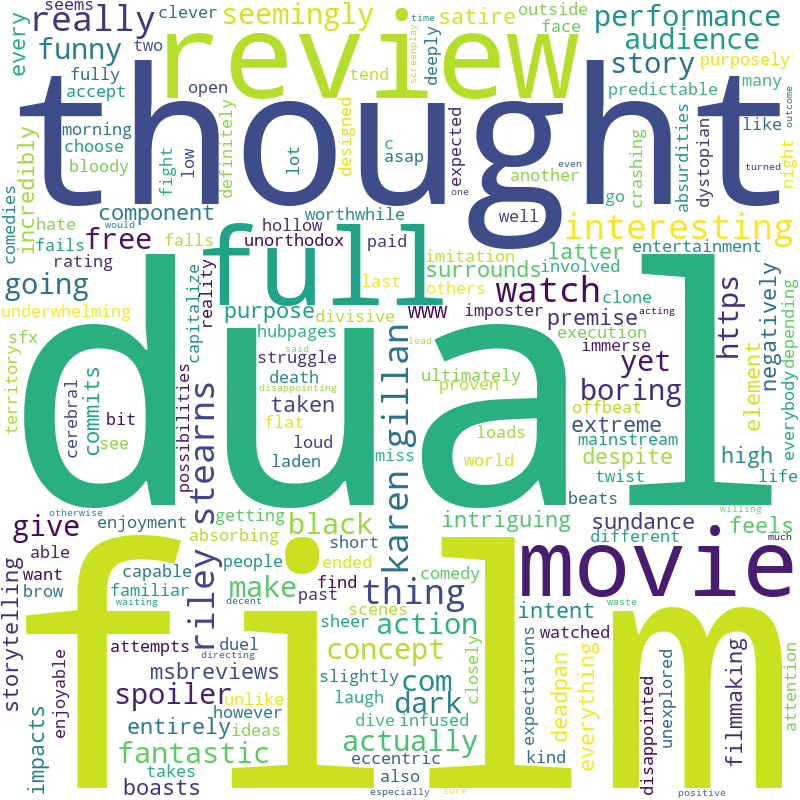 seems
clever
really
every
funny
two
fully
accept
morning
choose
bloody
incredibly
comedies
review
seemingly
satire
time
screenplay
deeply
outside
face
performance
audience
purposely
story
predictable
many
like
outcome
tend
open
thought
fight
low
definitely
lot
designed
c
asap
expected
another
one
even
well
go
crashing
absurdities
dystopian
turned
night
hate
would
component
fails
free
falls
rating
going
underwhelming
hollow
worthwhile
unorthodox
paid
full
last
imitation
others
surrounds
interesting
latter
entertainment
involved
capitalize
reality
purpose
divisive
www
watch
imposter
clone
premise
execution
acting
https
negatively
depending
everybody
sfx
territory
cerebral
commits
see
bit
possibilities
hubpages
said
struggle
death
disappointing
taken
flat
loud
laden
dual
lead
ultimately
proven
miss
loads
world
karen gillan
immerse
yet
boring
offbeat
extreme
mainstream
despite
twist
beats
element
high
life
otherwise
give
enjoyment
able
want
brow
familiar
capable
waiting
storytelling
riley stearns
getting
absorbing
black
people
short
ended
decent
make
find
past
intriguing
sundance
different
willing
feels
much
movie
thing
comedy
scenes
sheer
action
intent
watched
directing
attempts
duel
concept
msbreviews
slightly
closely
spoiler
unlike
com
dark
laugh
however
entirely
ideas
dive
infused
fantastic
takes
actually
eccentric
boasts
also
especially
sure
kind
expectations
deadpan
everything
disappointed
unexplored
filmmaking
waste
attention
positive
impacts
enjoyable
film